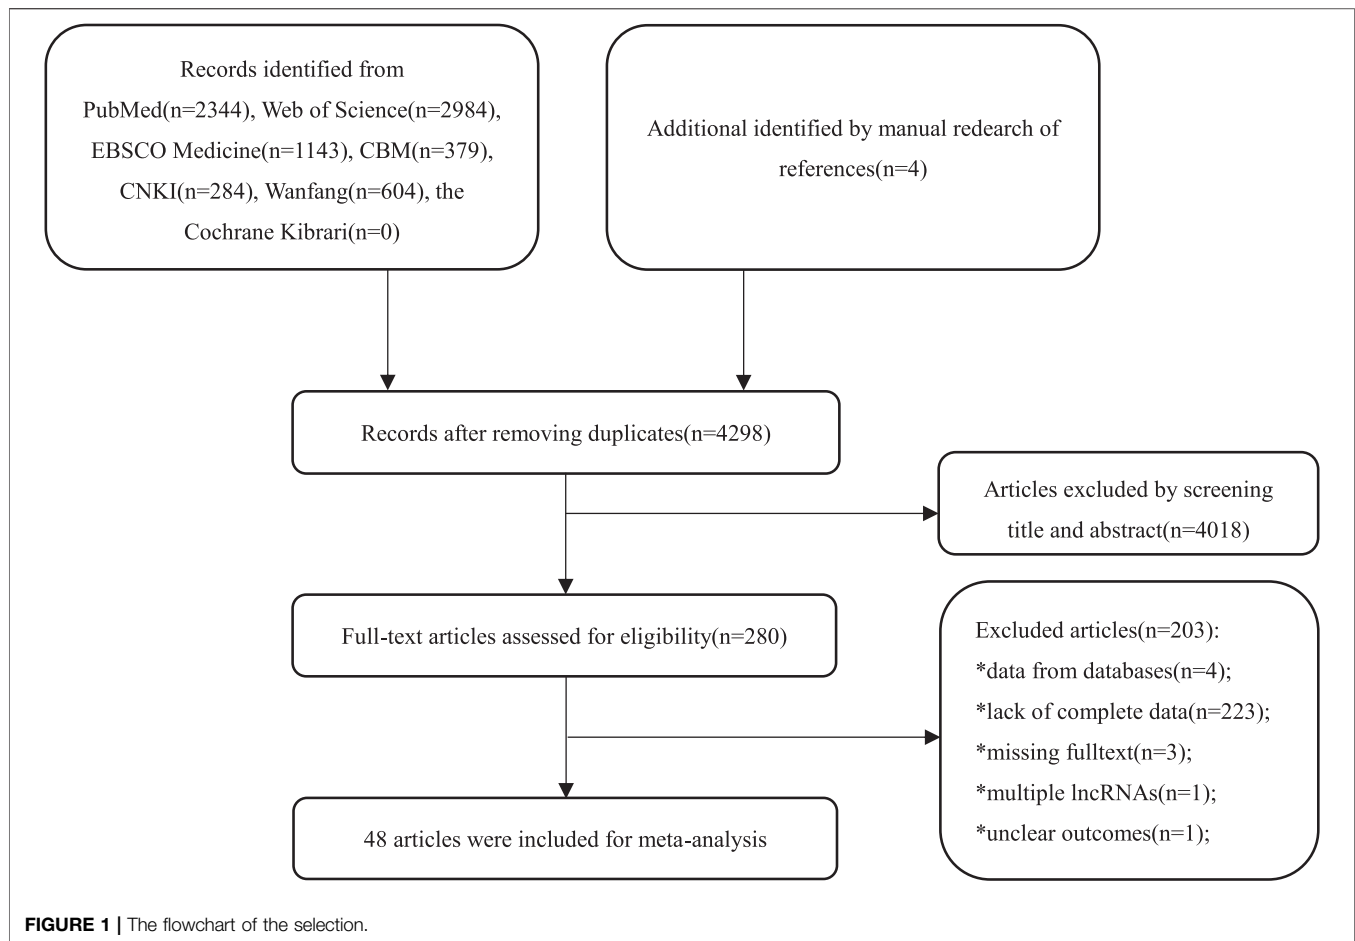 Records identified from
PubMed(n=2344), Web of Science(n=2984),
EBSCO Medicine(n=1143), CBM(n=379),
CNKI(n=284), Wanfang(n=604), the
Cochrane Kibrari(n=0)
Additional identified by manual redearch of
references(n=4)
Records after removing duplicates(n=4298)
Articles excluded by screening
title and abstract(n=4018)
Full-text articles assessed for eligibility(n=280)
Excluded articles(n=203):
*data from databases(n=4);
*lack of complete data(n=223);
*missing fulltext(n=3);
*multiple lncRNAs(n=1);
*unclear outcomes(n=1);
48 articles were included for meta-analysis
FIGURE 1 | The flowchart of the selection.